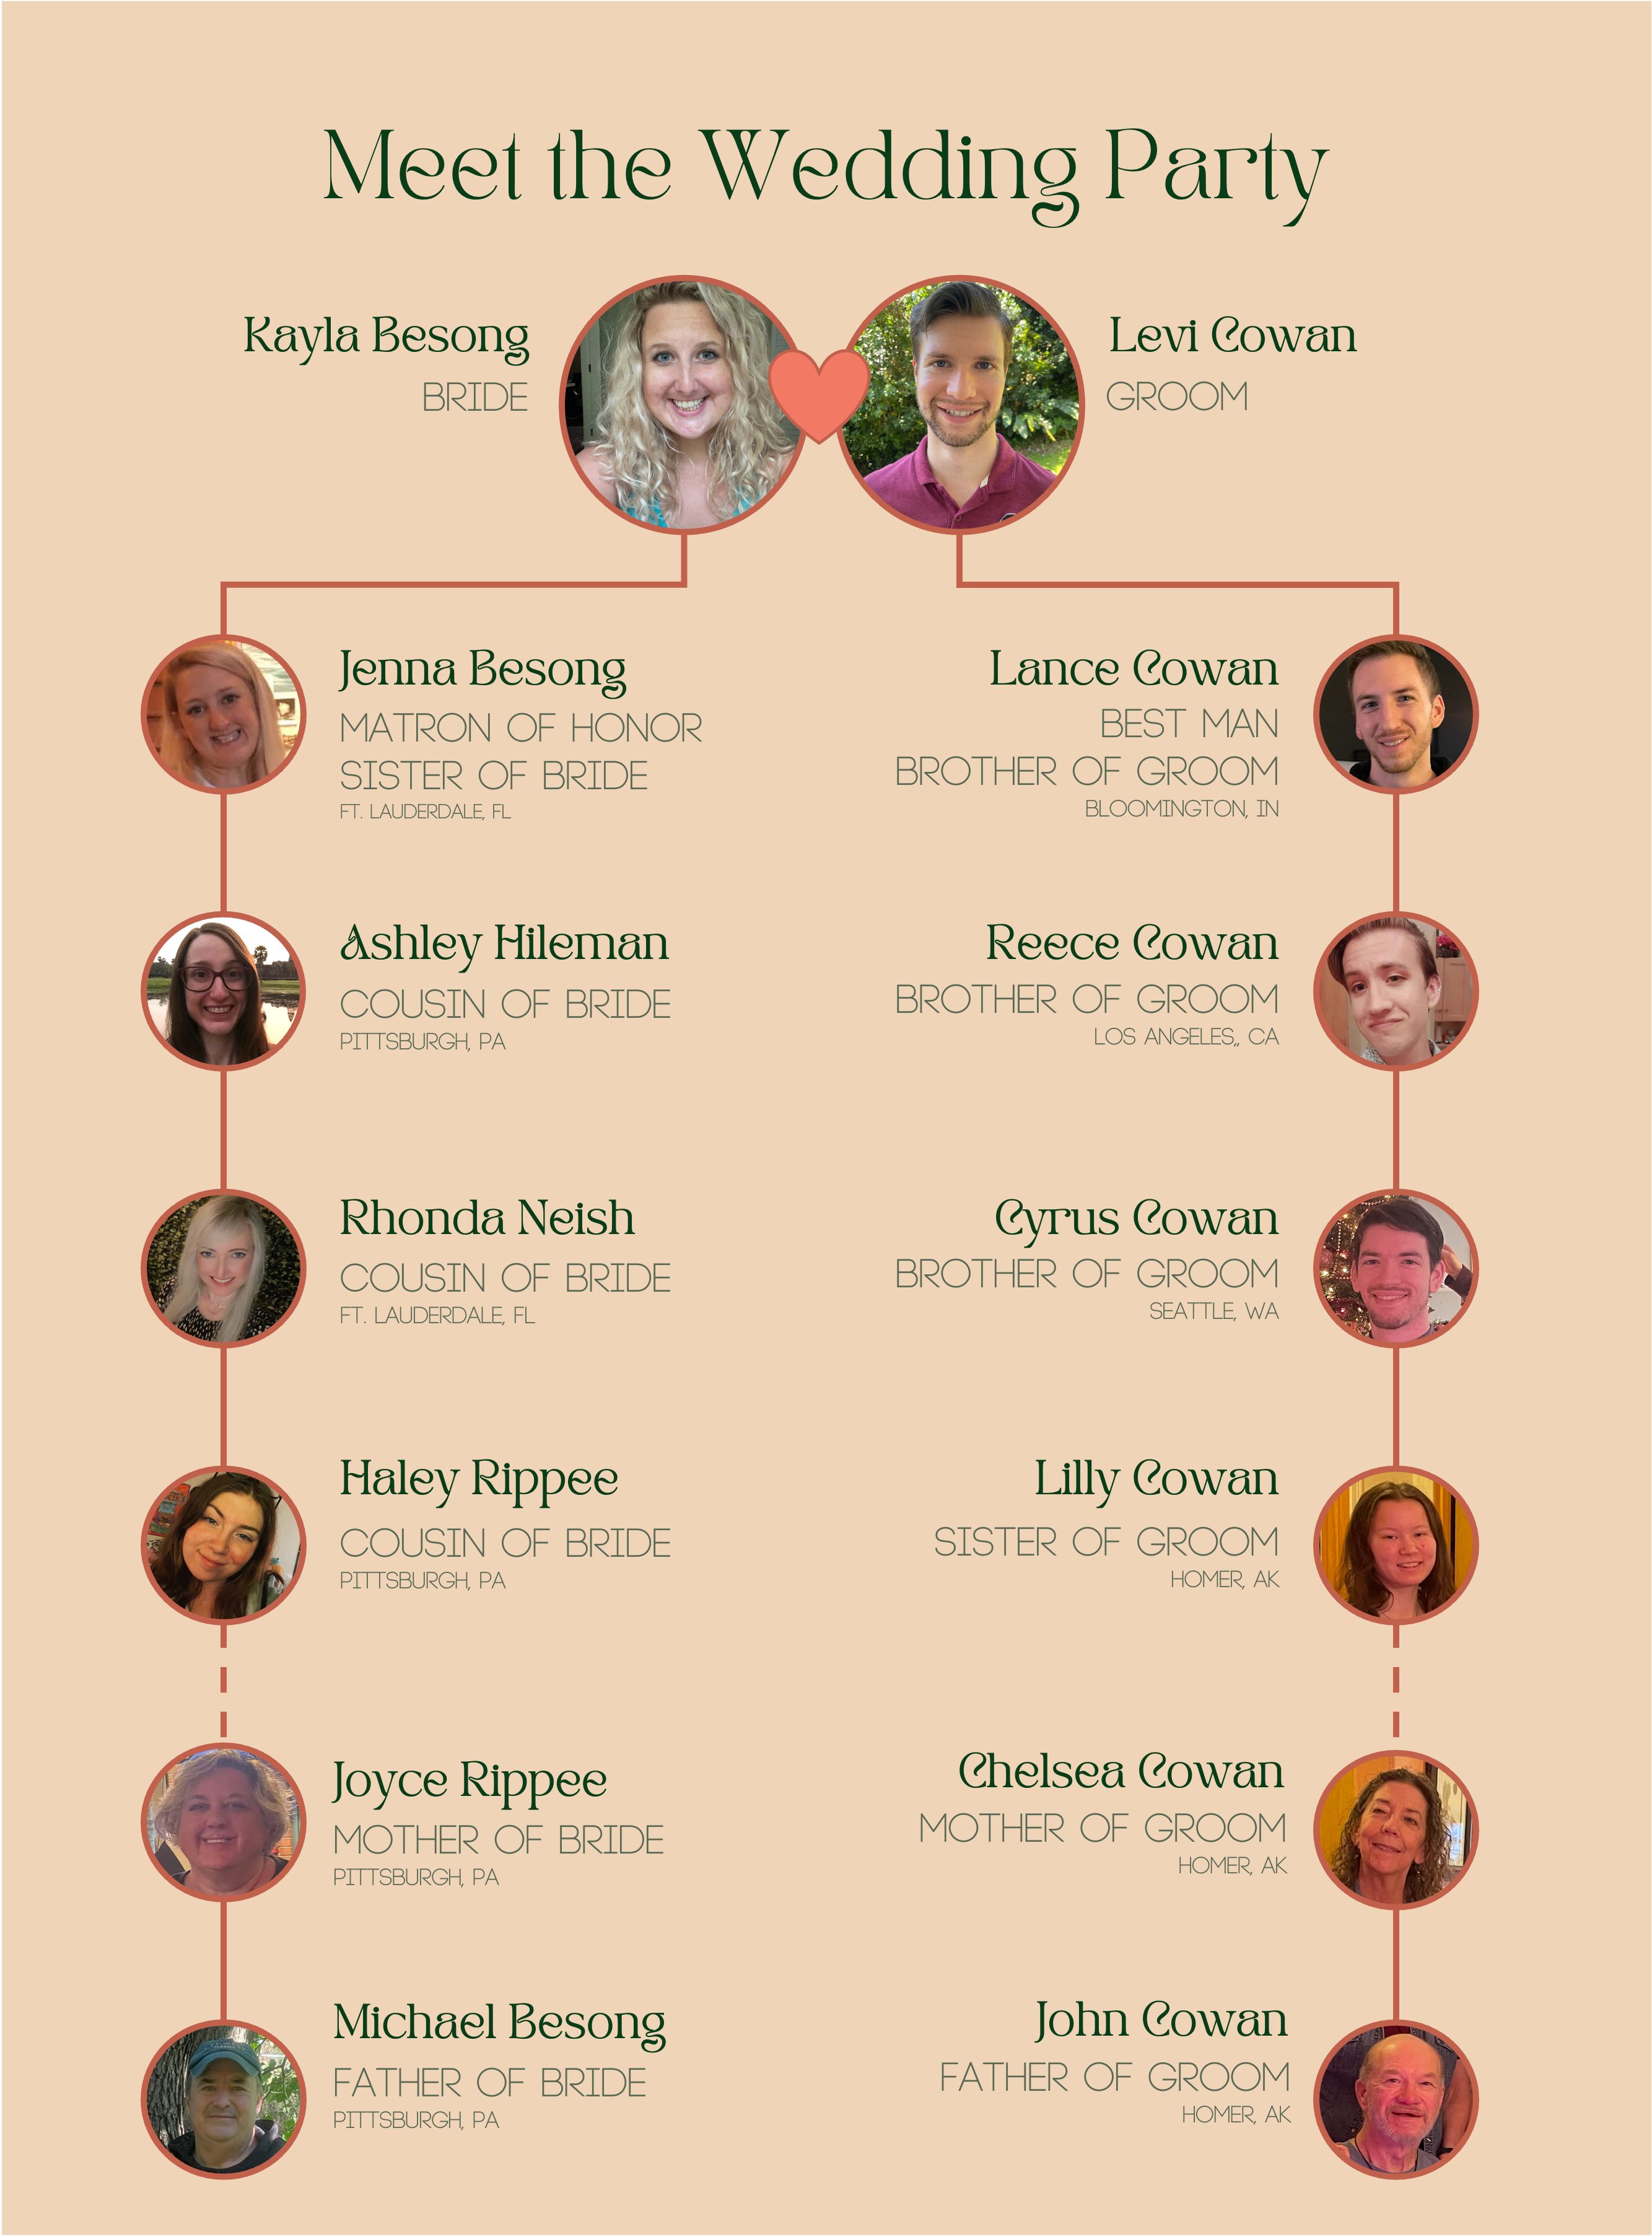 Meet the Wedding Party
Kayla Besong
BRIDE
Levi Cowan
GROOM
Jenna Besong
MATRON OF HONOR
SISTER OF BRIDE
FT. LAUDERDALE, FL
Lance Cowan
BEST MAN
BROTHER OF GROOM
BLOOMINGTON, IN
Ashley Hileman
COUSIN OF BRIDE
PITTSBURGH, PA
Reece Cowan
BROTHER OF GROOM
LOS ANGELES,, CA
Rhonda Neish
COUSIN OF BRIDE
FT. LAUDERDALE, FL
Cyrus Cowan
BROTHER OF GROOM
SEATTLE, WA
Haley Rippee
COUSIN OF BRIDE
PITTSBURGH, PA
Lilly Cowan
SISTER OF GROOM
HOMER, AK
Joyce Rippee
MOTHER OF BRIDE
PITTSBURGH, PA
Chelsea Cowan
MOTHER OF GROOM
HOMER, AK
Michael Besong
FATHER OF BRIDE
PITTSBURGH, PA
John Cowan
FATHER OF GROOM
HOMER, AK